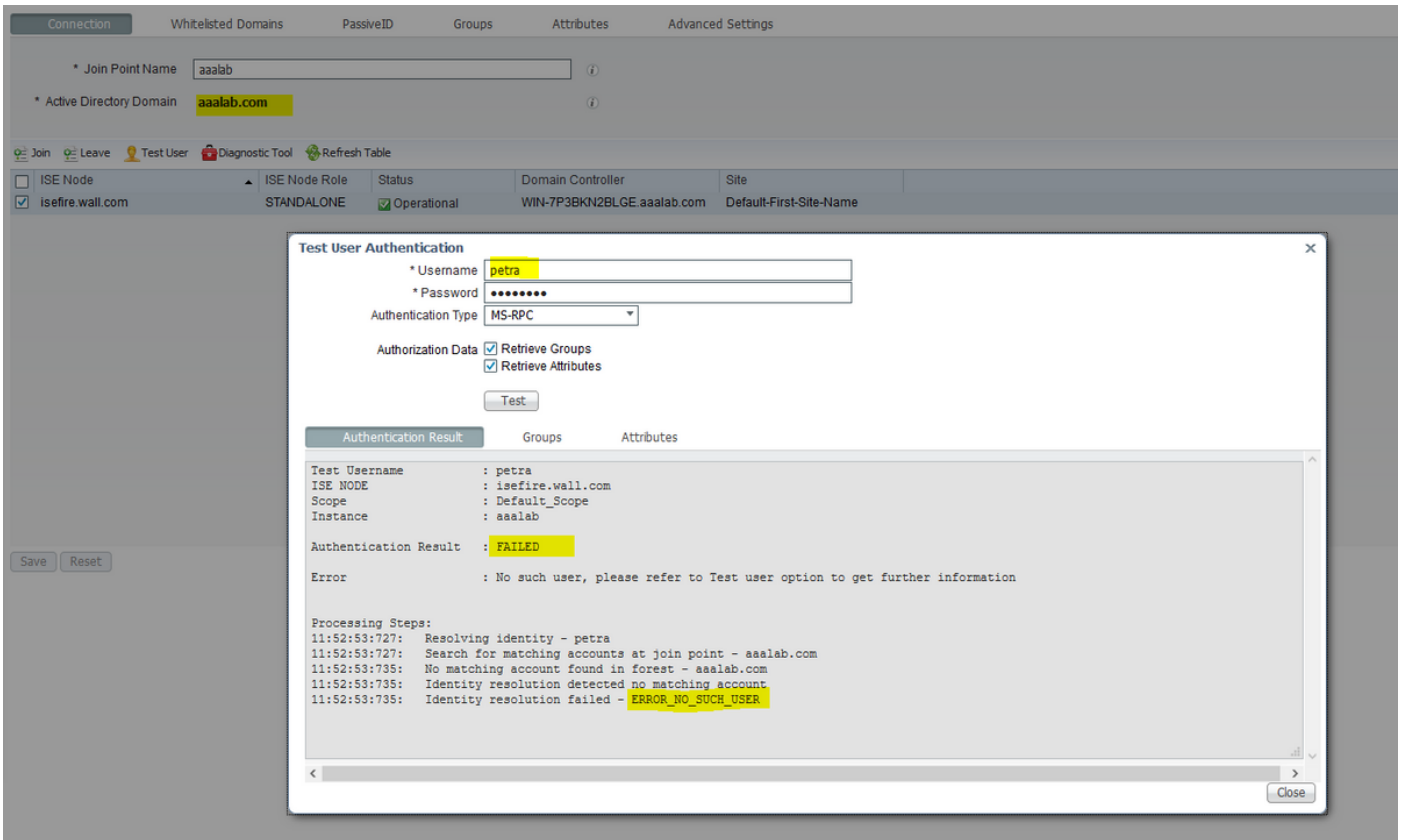 Connection Whitelisted Domains PassiveID Groups Attributes Advanced Settings
* Join Point Name aaalab
* Active Directory Domain aaalab.com
Join Leave Test User Diagnostic Tool Refresh Table
ISE Node ISE Node Role Status Domain Controller Site
isefire.wall.com STANDALONE Operational WIN-7P3BKN2BLGE.aaalab.com Default-First-Site-Name
Test User Authentication
* Username petra
* Password ••••••••
Authentication Type MS-RPC
Authorization Data Retrieve Groups
Retrieve Attributes
Test
Authentication Result Groups Attributes
Test Username : petra
ISE NODE : isefire.wall.com
Scope : Default_Scope
Instance : aaalab
Authentication Result : FAILED
Error : No such user, please refer to Test user option to get further information
Processing Steps:
11:52:53:727: Resolving identity - petra
11:52:53:727: Search for matching accounts at join point - aaalab.com
11:52:53:735: No matching account found in forest - aaalab.com
11:52:53:735: Identity resolution detected no matching account
11:52:53:735: Identity resolution failed - ERROR_NO_SUCH_USER
Close
Save Reset